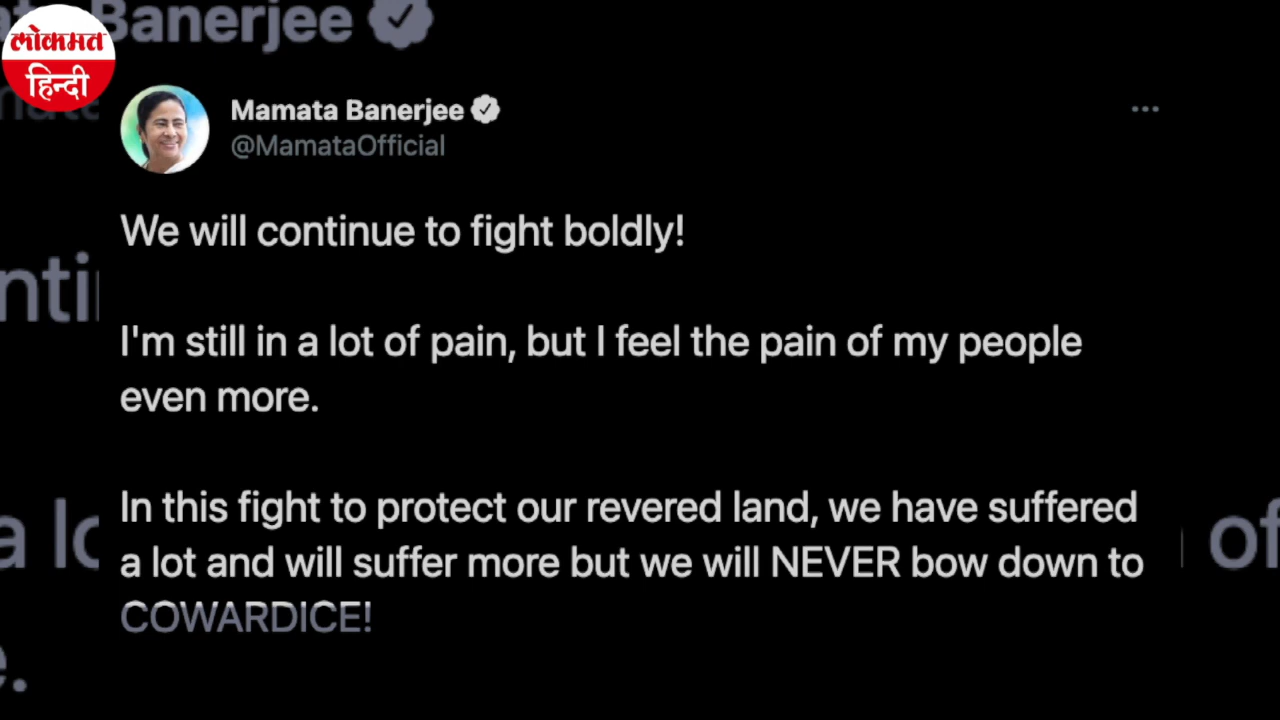 Banerjee
लोकमत
हिन्दी
Mamata Banerjee
@MamataOfficial
We will continue to fight boldly!
I'm still in a lot of pain, but I feel the pain of my people
even more.
In this fight to protect our revered land, we have suffered
a lot and will suffer more but we will NEVER bow down to
COWARDICE!